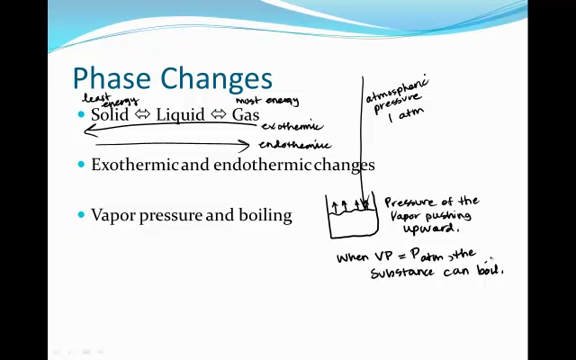 Phase Changes
least energy
most energy
• Solid ⇔ Liquid ⇔ Gas
exothermic
endothermic
• Exothermic and endothermic changes
• Vapor pressure and boiling
atmospheric
pressure
1 atm
Pressure of the
vapor pushing
upward.
When VP = Patm, the
substance can boil.